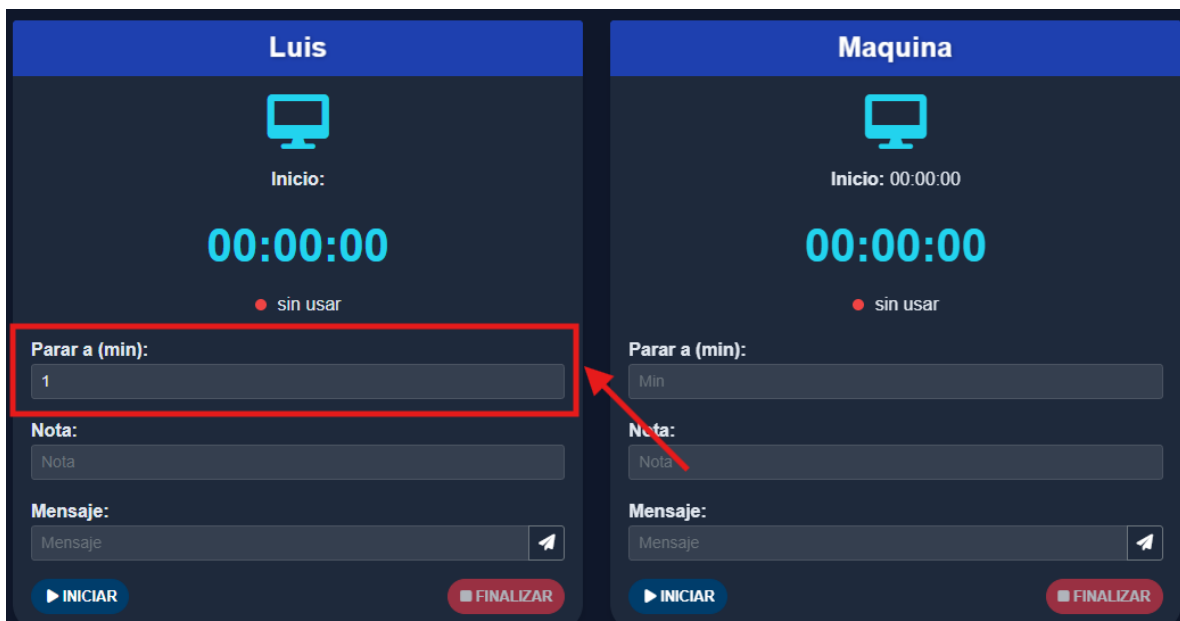 Luis
Inicio:
00:00:00
sin usar
Parar a (min):
1
Nota:
Nota
Mensaje:
Mensaje
INICIAR
FINALIZAR
Maquina
Inicio: 00:00:00
00:00:00
sin usar
Parar a (min):
Min
Nota:
Nota
Mensaje:
Mensaje
INICIAR
FINALIZAR